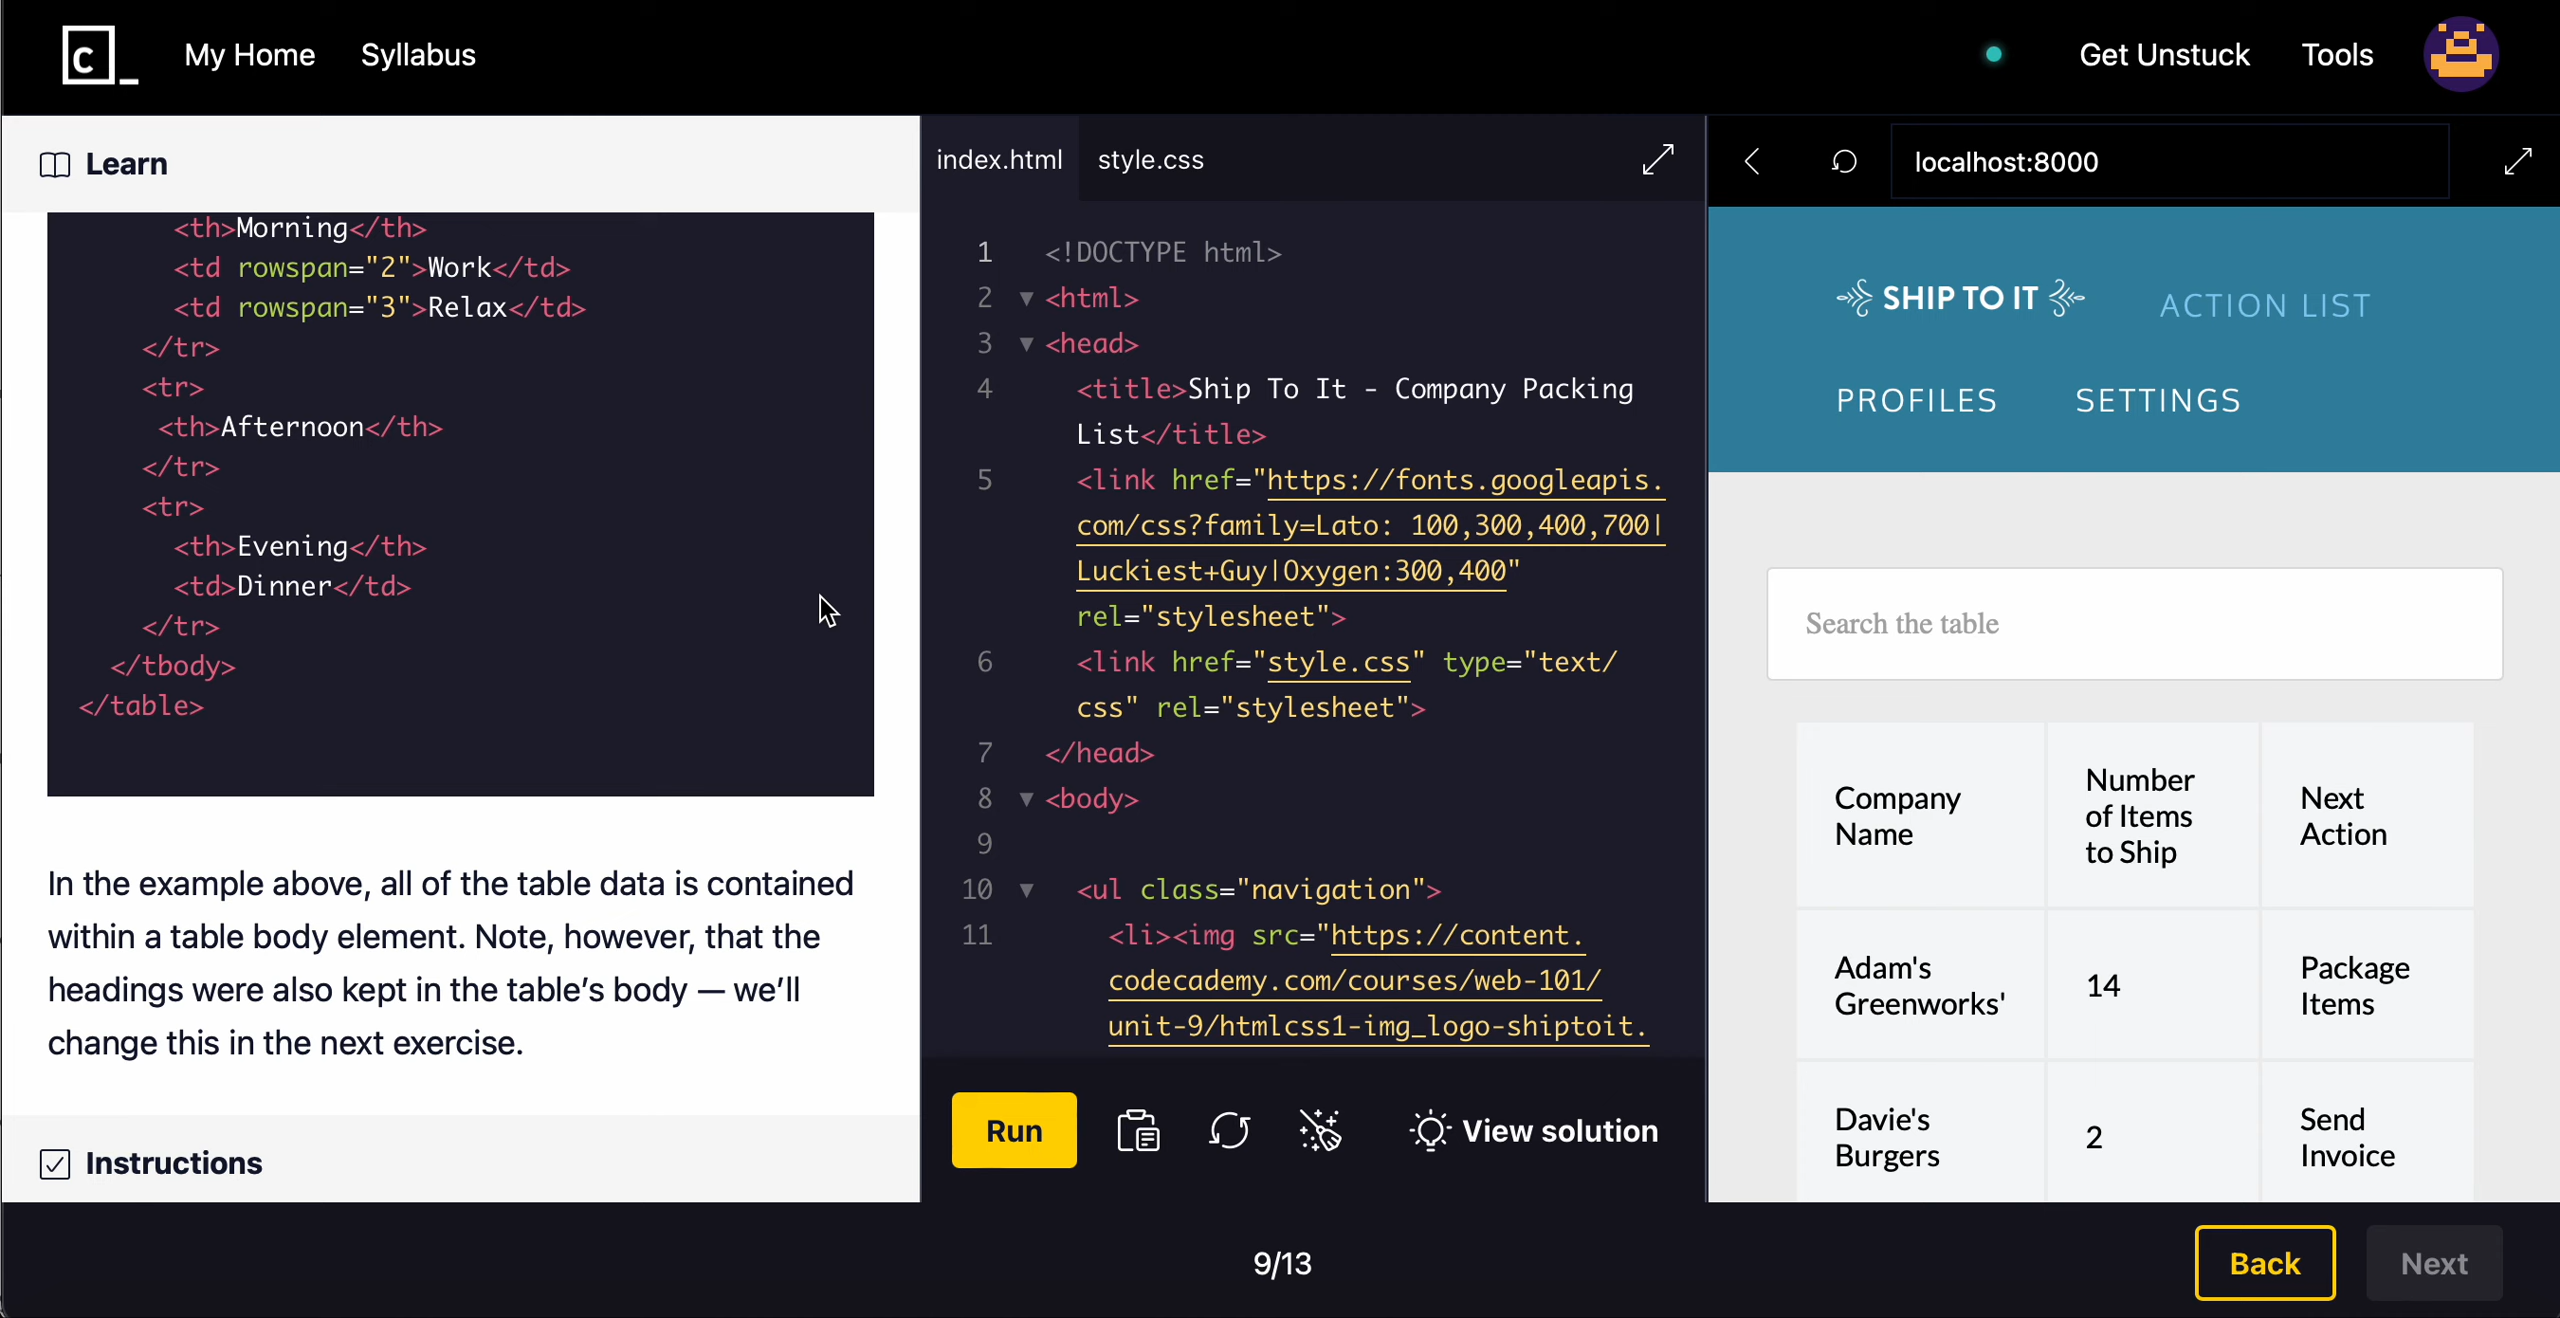 c_
My Home
Syllabus
Get Unstuck
Tools
Learn
<th>Morning</th>
<td rowspan="2">Work</td>
<td rowspan="3">Relax</td>
</tr>
<tr>
<th>Afternoon</th>
</tr>
<tr>
<th>Evening</th>
<td>Dinner</td>
</tr>
</tbody>
</table>
In the example above, all of the table data is contained
within a table body element. Note, however, that the
headings were also kept in the table’s body — we’ll
change this in the next exercise.
Instructions
index.html
style.css
1 <!DOCTYPE html>
2 <html>
3 <head>
4 <title>Ship To It - Company Packing
List</title>
5 <link href="https://fonts.googleapis.
com/css?family=Lato: 100,300,400,700|
Luckiest+Guy|Oxygen:300,400"
rel="stylesheet">
6 <link href="style.css" type="text/
css" rel="stylesheet">
7 </head>
8 <body>
9
10 <ul class="navigation">
11 <li><img src="https://content.
codecademy.com/courses/web-101/
unit-9/htmlcss1-img_logo-shiptoit.
Run
View solution
localhost:8000
SHIP TO IT
ACTION LIST
PROFILES
SETTINGS
Search the table
Company
Name
Number
of Items
to Ship
Next
Action
Adam's
Greenworks'
14
Package
Items
Davie's
Burgers
2
Send
Invoice
9/13
Back
Next